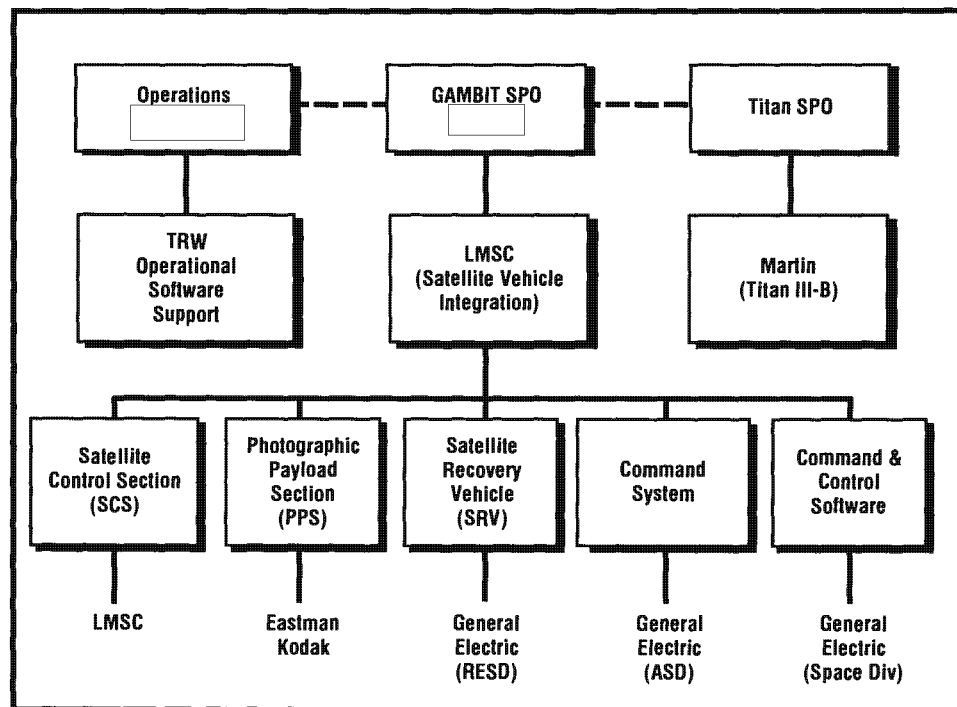 Operations
GAMBIT SPO
Titan SPO
TRW
Operational
Software
Support
LMSC
(Satellite Vehicle
Integration)
Martin
(Titan III-B)
Satellite
Control Section
(SCS)
Photographic
Payload
Section
(PPS)
Satellite
Recovery
Vehicle
(SRV)
Command
System
Command &
Control
Software
LMSC
Eastman
Kodak
General
Electric
(RESD)
General
Electric
(ASD)
General
Electric
(Space Div)